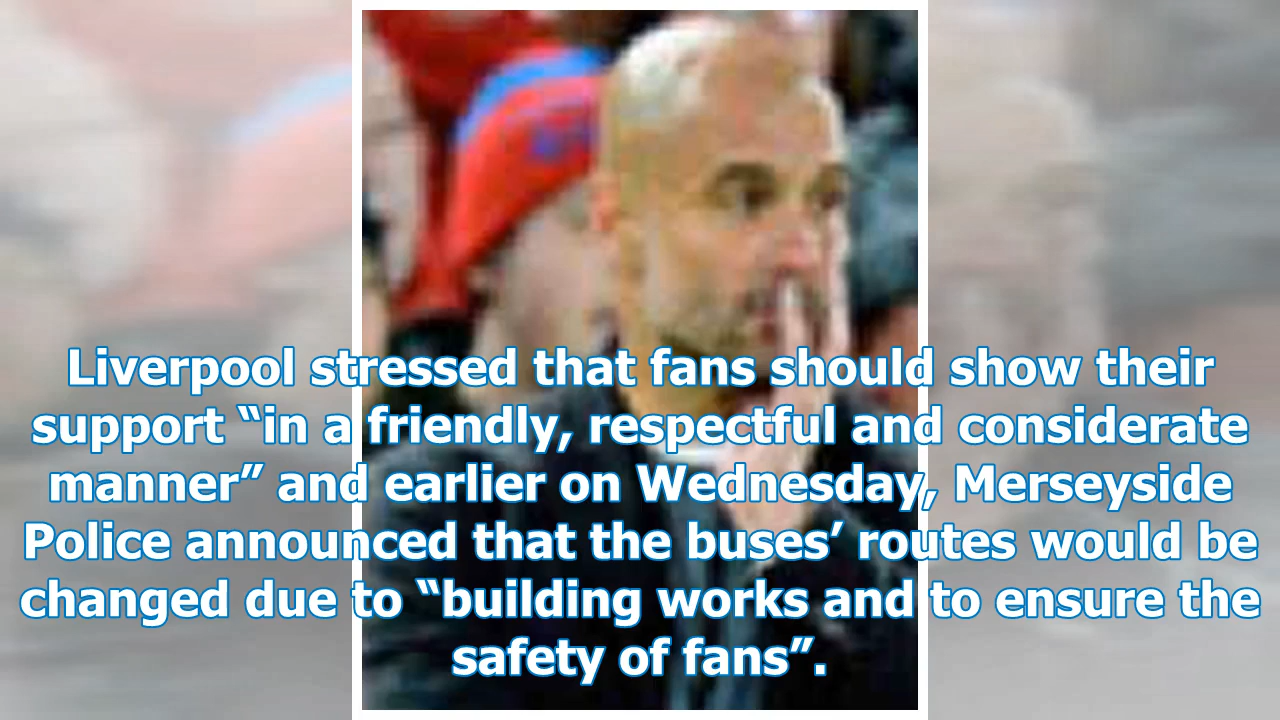 Liverpool stressed that fans should show their
support “in a friendly, respectful and considerate
manner” and earlier on Wednesday, Merseyside
Police announced that the buses’ routes would be
changed due to “building works and to ensure the
safety of fans”.